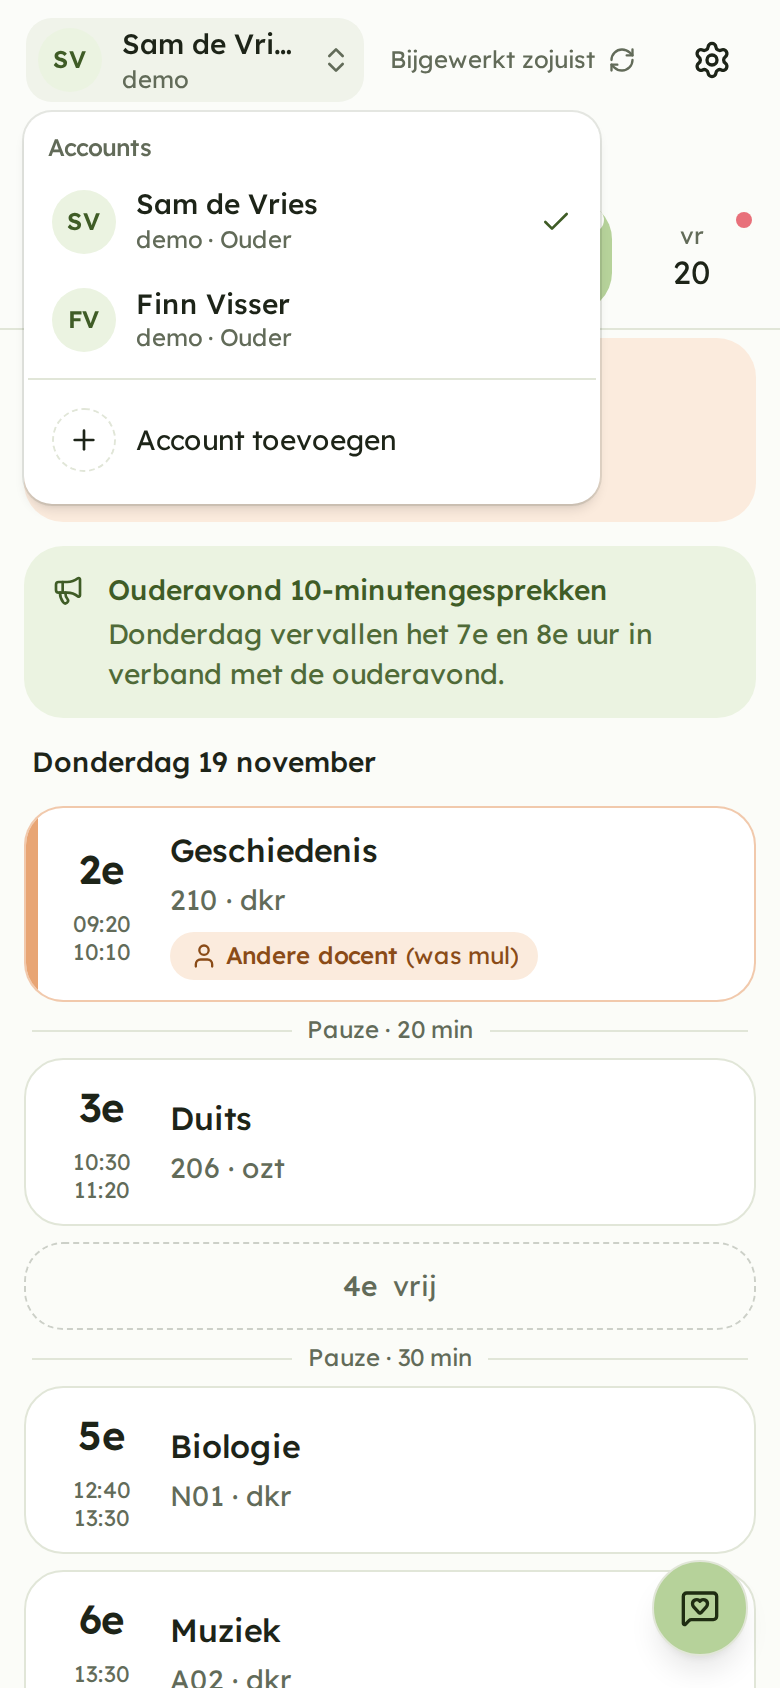 SV
Sam de Vri...
demo
Bijgewerkt zojuist
Accounts
SV
Sam de Vries
demo · Ouder
FV
Finn Visser
demo · Ouder
Account toevoegen
vr
20
Ouderavond 10-minutengesprekken
Donderdag vervallen het 7e en 8e uur in
verband met de ouderavond.
Donderdag 19 november
2e
09:20
10:10
Geschiedenis
210 · dkr
Andere docent (was mul)
Pauze · 20 min
3e
10:30
11:20
Duits
206 · ozt
4e vrij
Pauze · 30 min
5e
12:40
13:30
Biologie
N01 · dkr
6e
13:30
Muziek
A02 · dkr